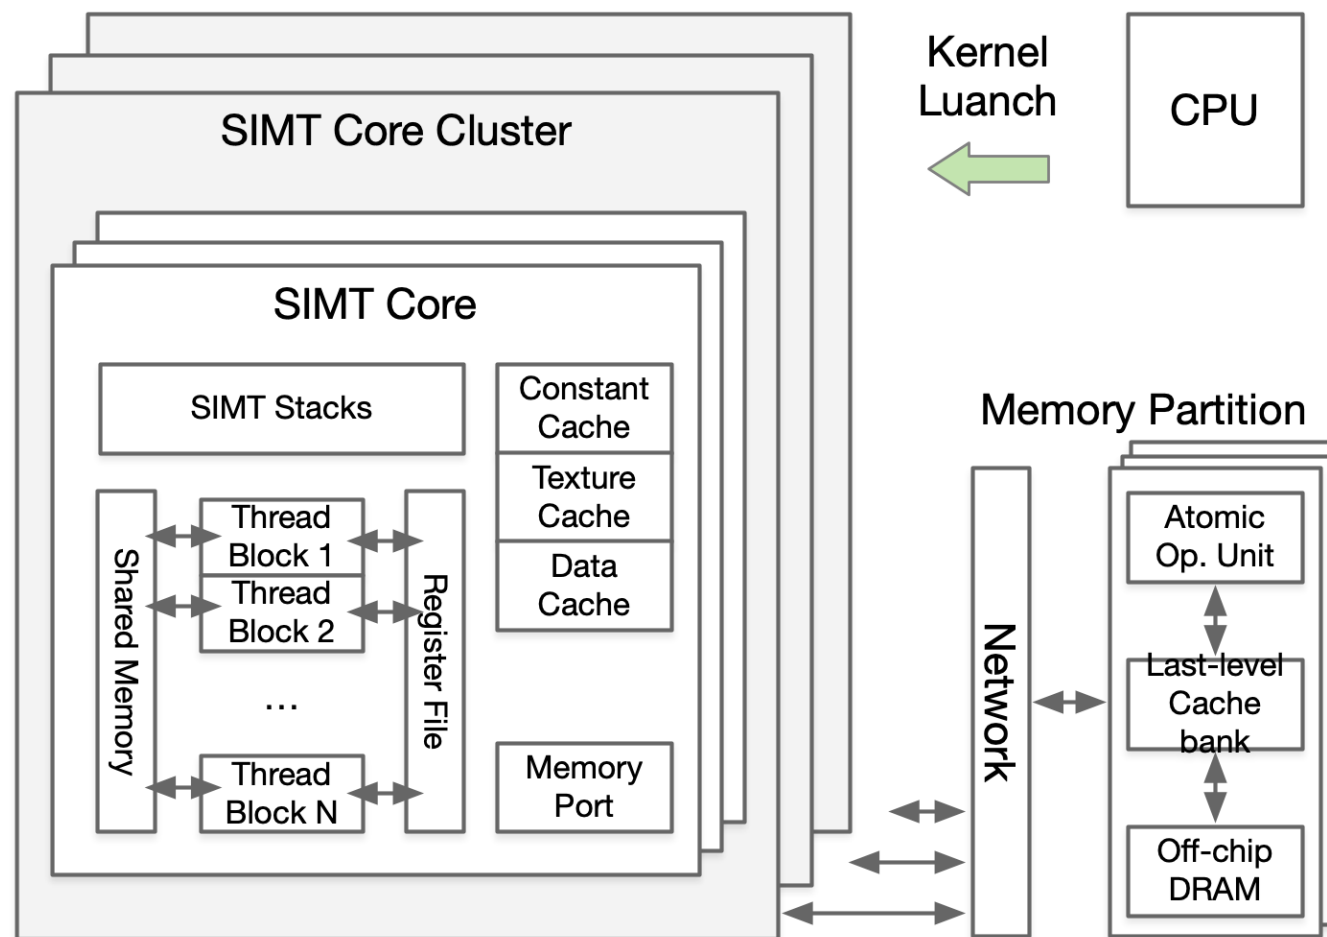 Kernel
Luanch
CPU
SIMT Core Cluster
SIMT Core
SIMT Stacks
Constant
Cache
Texture
Cache
Data
Cache
Shared Memory
Thread
Block 1
Thread
Block 2
...
Thread
Block N
Register File
Memory
Port
Memory Partition
Network
Atomic
Op. Unit
Last-level
Cache
bank
Off-chip
DRAM